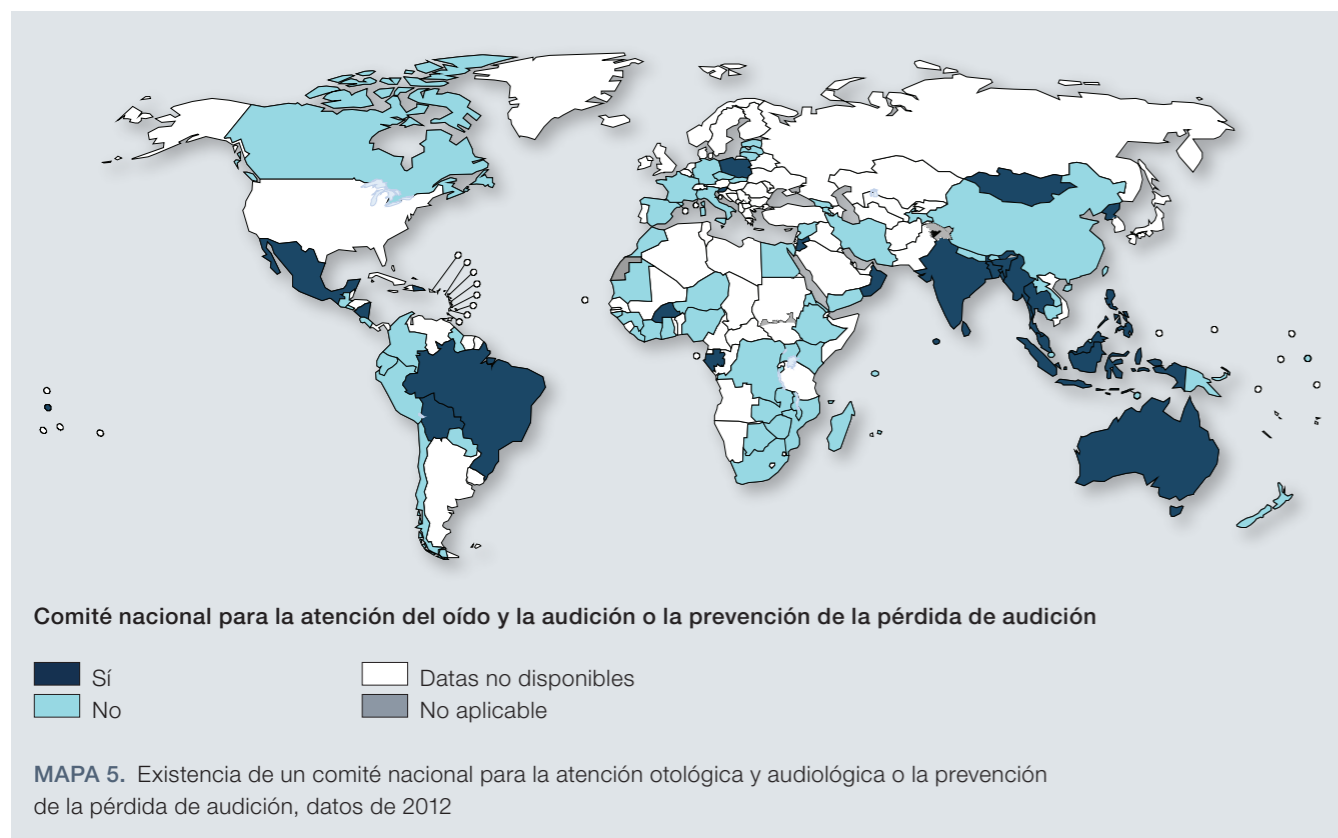 Comité nacional para la atención del oído y la audición o la prevención de la pérdida de audición
Sí
No
Datas no disponibles
No aplicable
MAPA 5. Existencia de un comité nacional para la atención otológica y audiológica o la prevención
de la pérdida de audición, datos de 2012